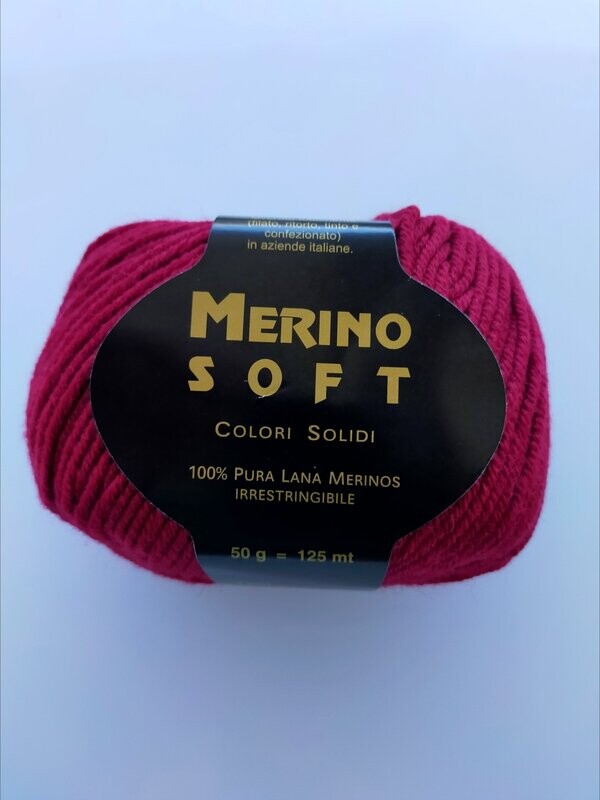 (filato, ritorto, tinto e
confezionato)
in aziende italiane.
MERINO
SOFT
COLORI SOLIDI
100% PURA LANA MERINOS
IRRESTRINGIBILE
50 g = 125 mt